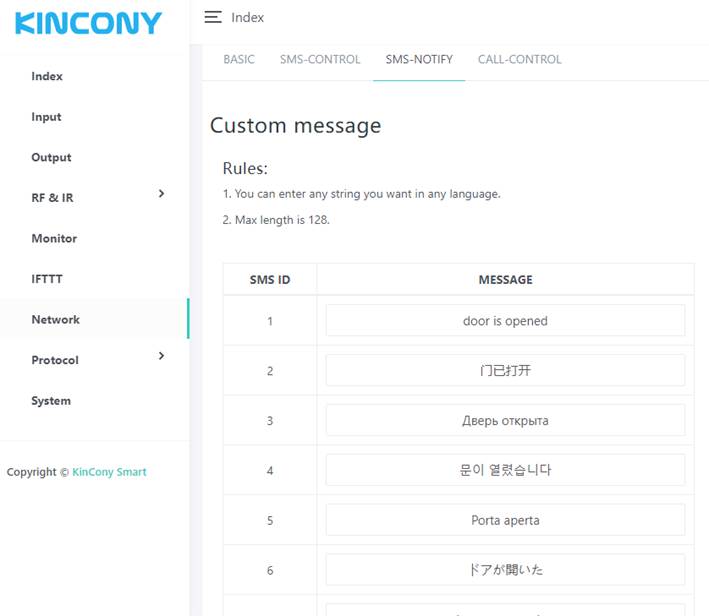 KINCONY
Index
Index
Input
Output
RF & IR
Monitor
IFTTT
Network
Protocol
System
Copyright © KinCony Smart
BASIC SMS-CONTROL SMS-NOTIFY CALL-CONTROL
Custom message
Rules:
1. You can enter any string you want in any language.
2. Max length is 128.
SMS ID MESSAGE
1 door is opened
2 门已打开
3 Дверь открыта
4 문이 열렸습니다
5 Porta aperta
6 ドアが開いた